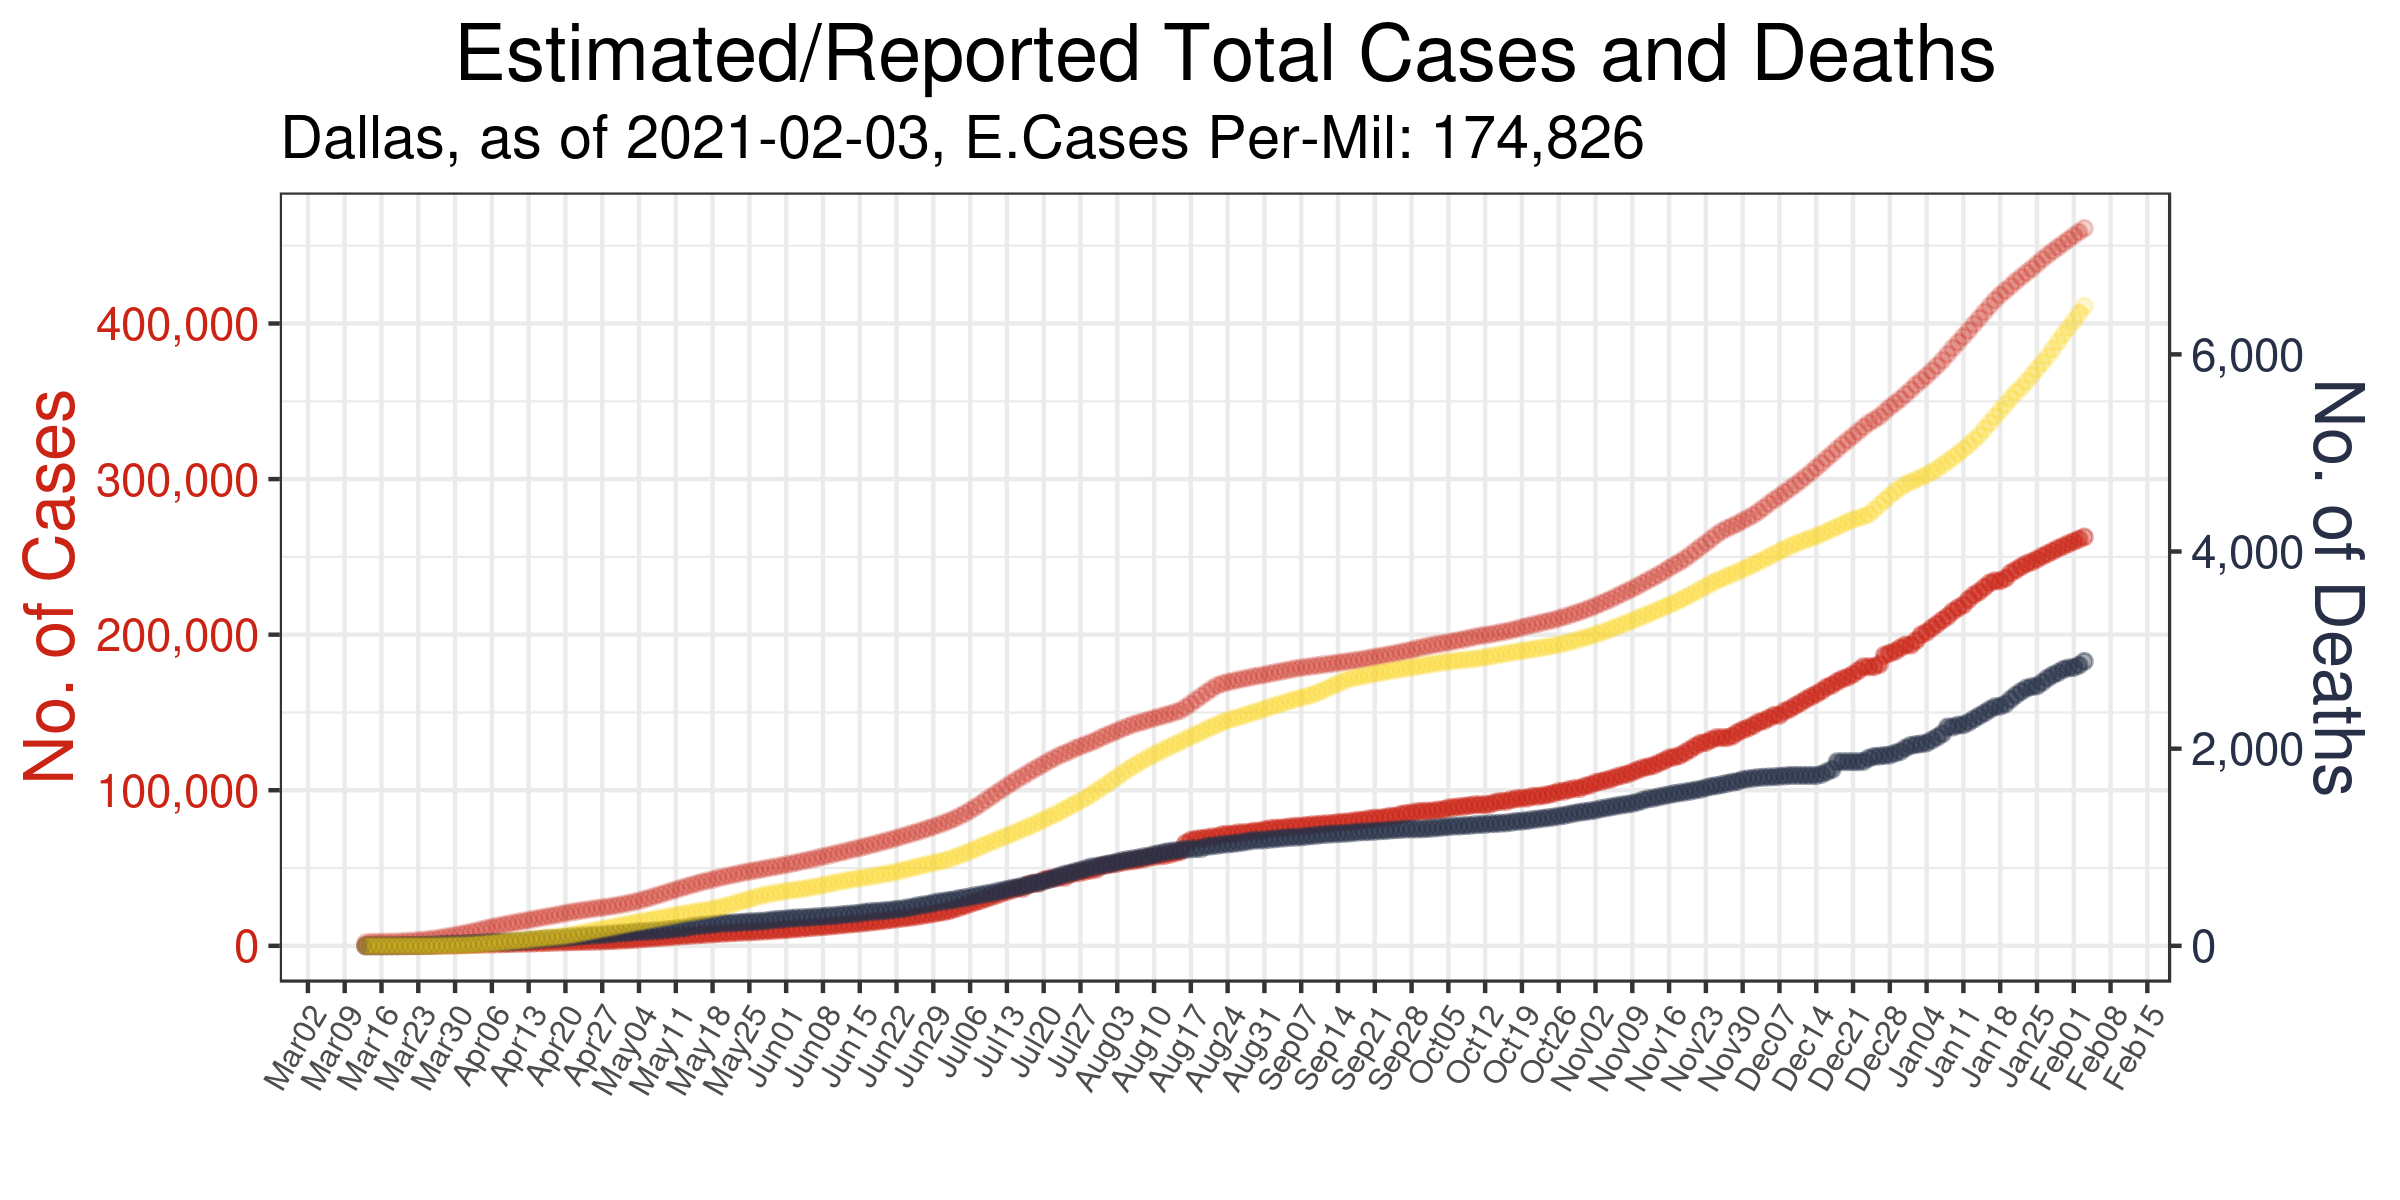 Estimated/Reported Total Cases and Deaths
Dallas, as of 2021-02-03, E.Cases Per-Mil: 174,826
No. of Cases
400,000
300,000
200,000
100,000
0
6,000
4,000
2,000
0
No. of Deaths
Mar02
Mar09
Mar16
Mar23
Mar30
Apr06
Apr13
Apr20
Apr27
May04
May11
May18
May25
Jun01
Jun08
Jun15
Jun22
Jun29
Jul06
Jul13
Jul20
Jul27
Aug03
Aug10
Aug17
Aug24
Aug31
Sep07
Sep14
Sep21
Sep28
Oct05
Oct12
Oct19
Oct26
Nov02
Nov09
Nov16
Nov23
Nov30
Dec07
Dec14
Dec21
Dec28
Jan04
Jan11
Jan18
Jan25
Feb01
Feb08
Feb15